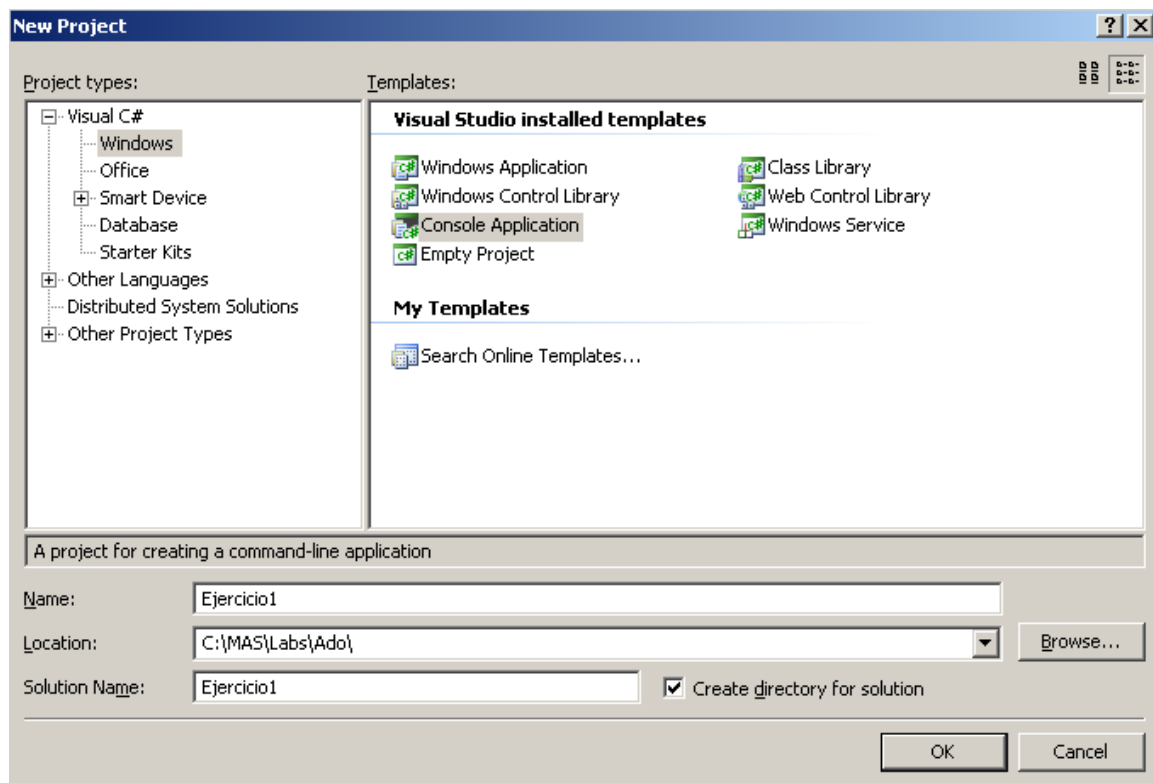 New Project
Project types:
Templates:
Visual C#
Windows
Office
Smart Device
Database
Starter Kits
Other Languages
Distributed System Solutions
Other Project Types
Visual Studio installed templates
Windows Application
Class Library
Windows Control Library
Web Control Library
Console Application
Windows Service
Empty Project
My Templates
Search Online Templates...
A project for creating a command-line application
Name: Ejercicio1
Location: C:\MAS\Labs\Ado\ Browse...
Solution Name: Ejercicio1 Create directory for solution
OK Cancel